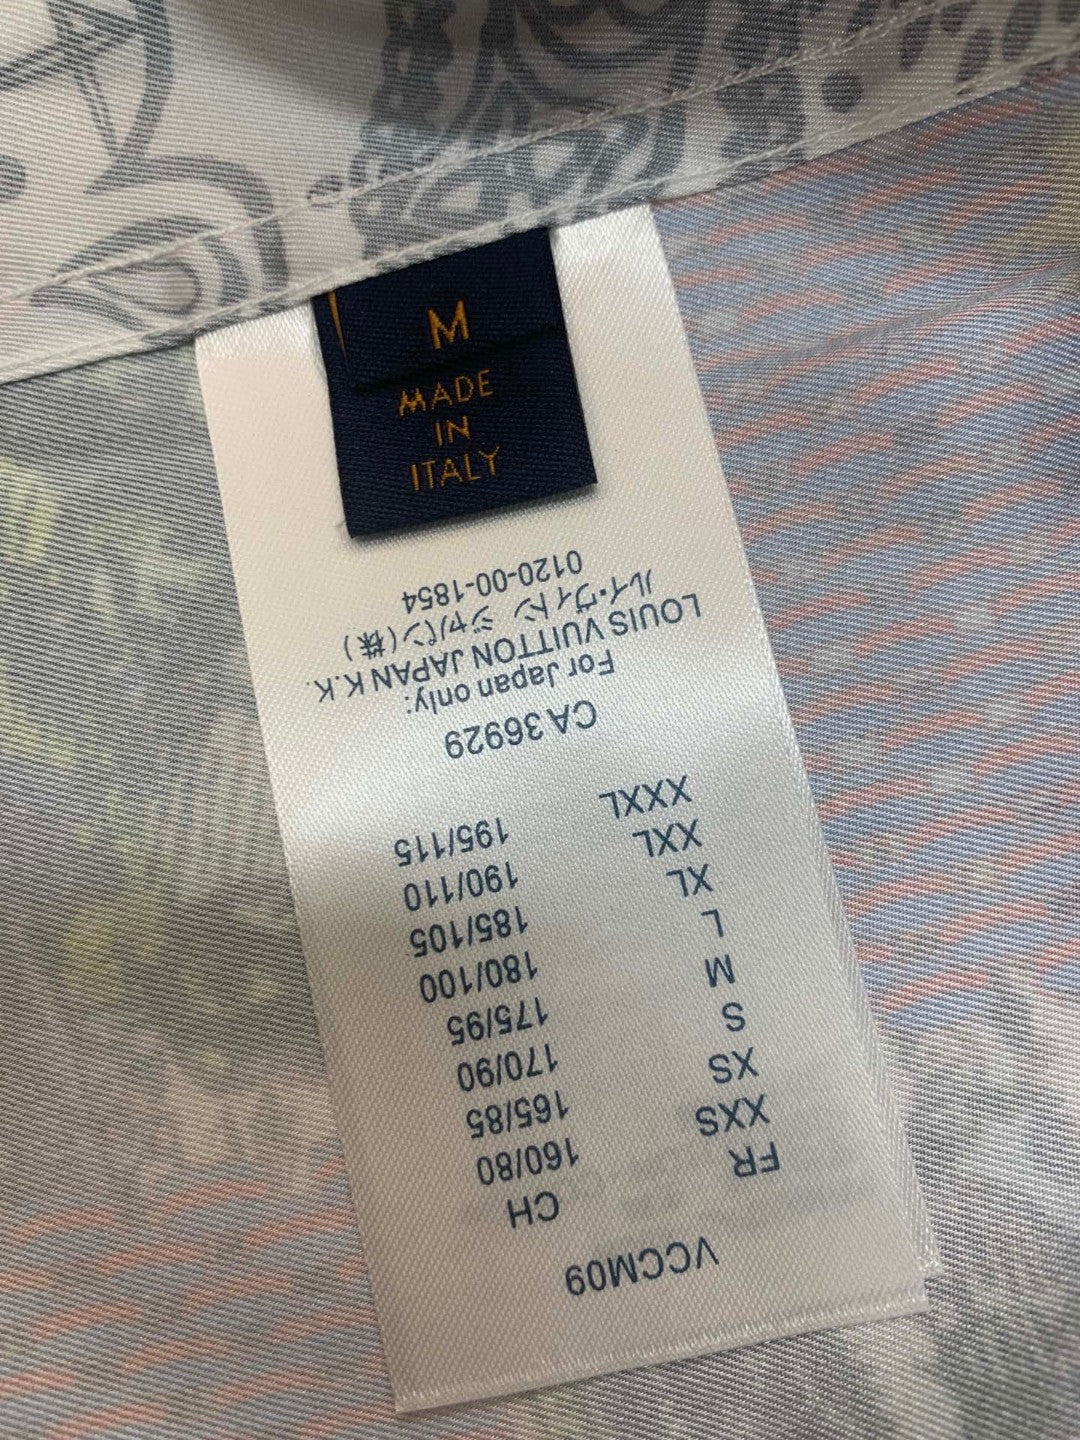 M
MADE
IN
ITALY
VCCM09
FR CH
XXS 160/80
XS 165/85
S 170/90
M 175/95
L 180/100
XL 185/105
XXL 190/110
XXXL 195/115
CA 36929
For Japan only:
LOUIS VUITTON JAPAN K.K.
ルイ・ヴィトン ジャパン(株)
0120-00-1854